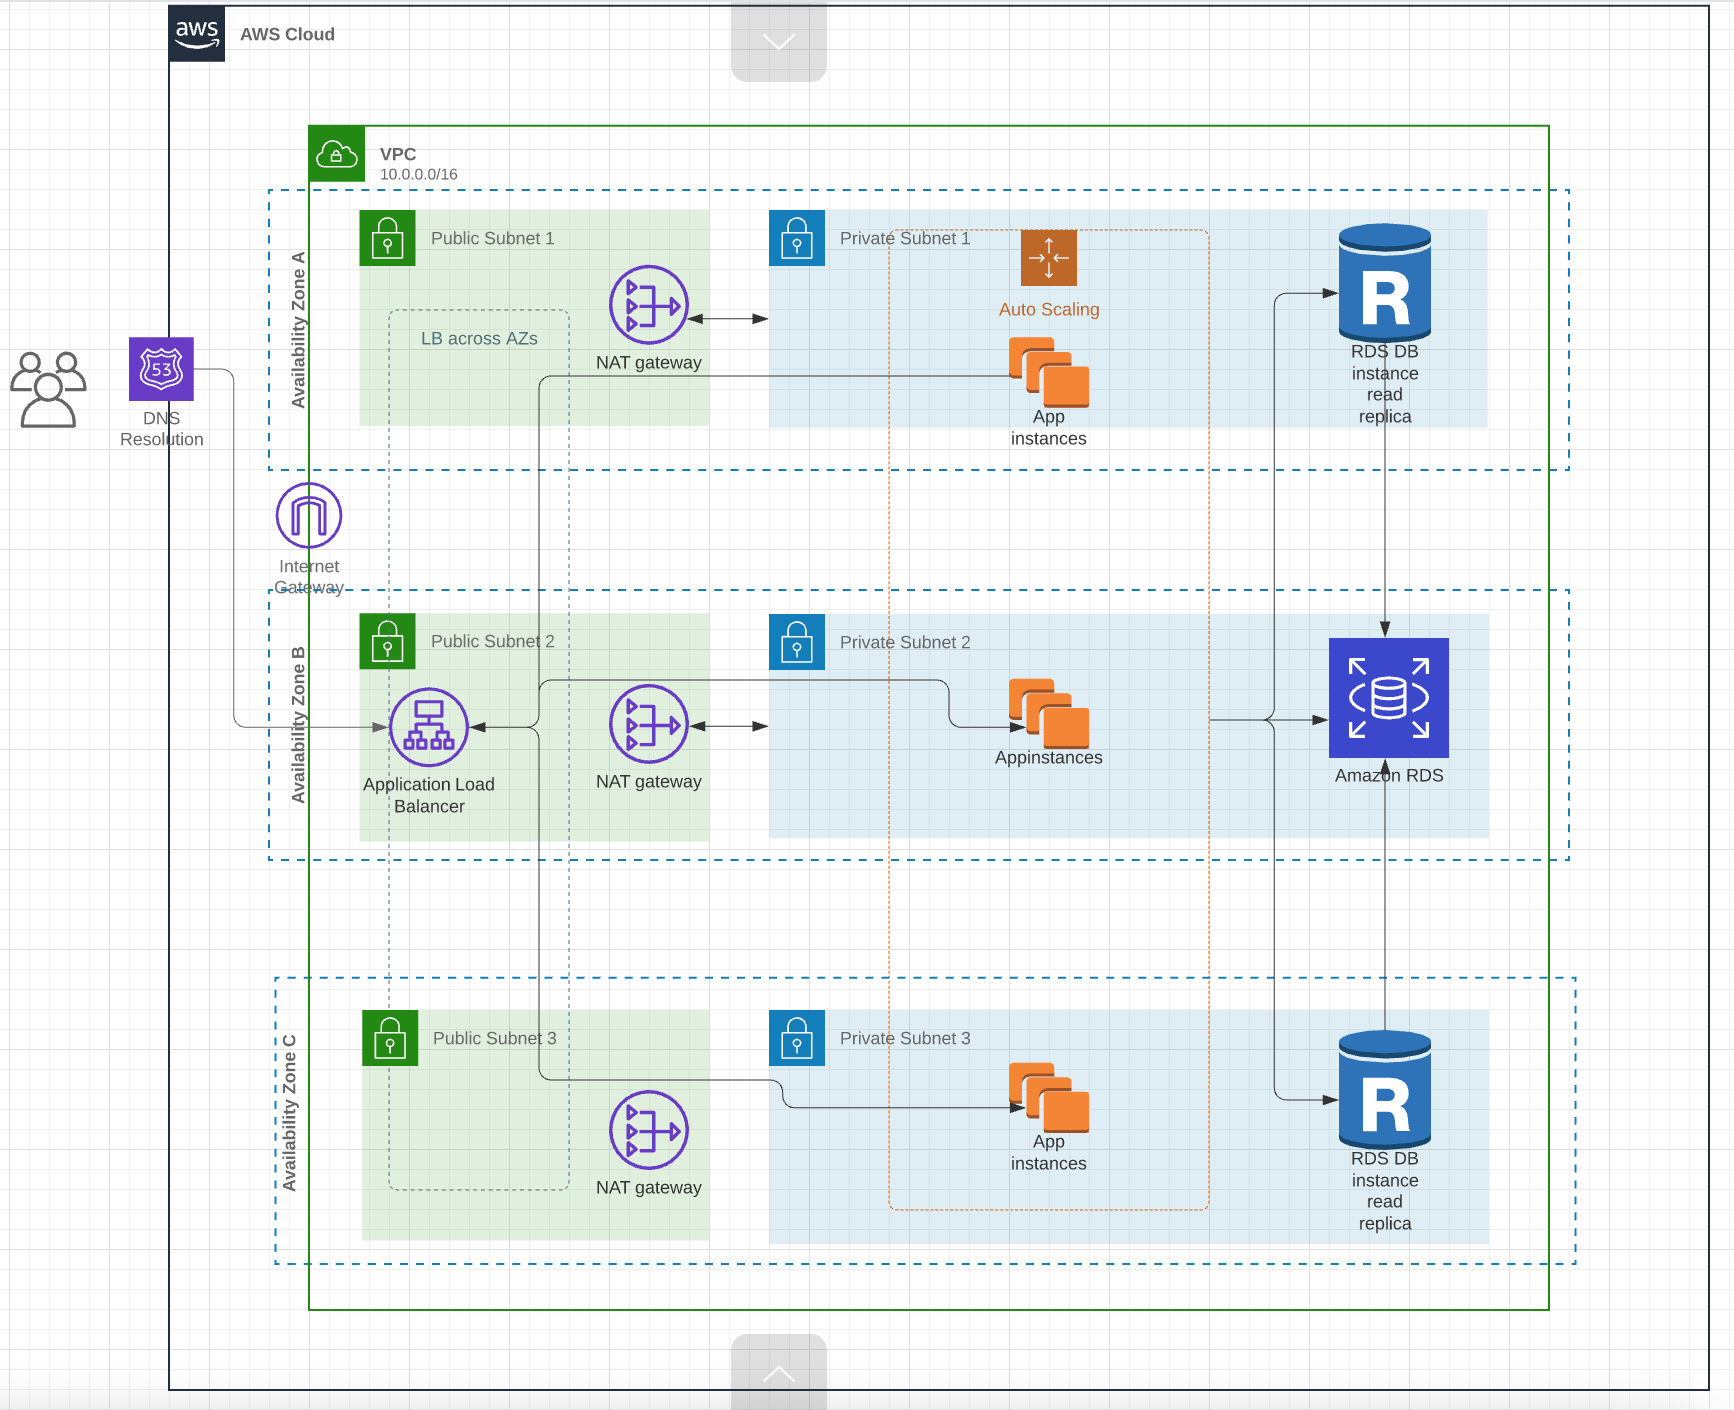 aws
AWS Cloud
VPC
10.0.0.0/16
Availability Zone A
Public Subnet 1
Private Subnet 1
LB across AZs
NAT gateway
Auto Scaling
App
instances
R
RDS DB
instance
read
replica
53
DNS
Resolution
Internet
Gateway
Availability Zone B
Public Subnet 2
Private Subnet 2
Application Load
Balancer
NAT gateway
Appinstances
Amazon RDS
Availability Zone C
Public Subnet 3
Private Subnet 3
NAT gateway
App
instances
R
RDS DB
instance
read
replica